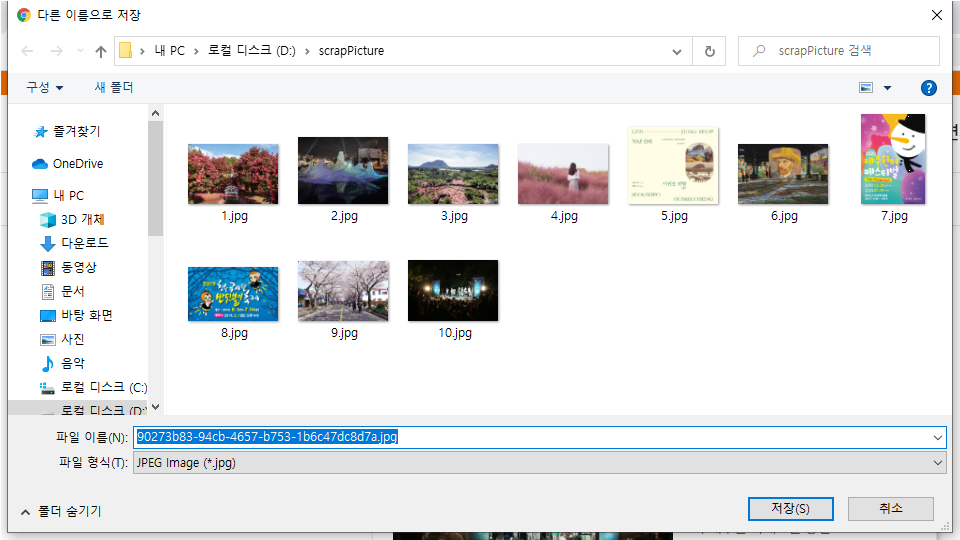 다른 이름으로 저장
내 PC › 로컬 디스크 (D:) › scrapPicture
scrapPicture 검색
구성
새 폴더
즐겨찾기
OneDrive
내 PC
3D 개체
다운로드
동영상
문서
바탕 화면
사진
음악
로컬 디스크 (C:)
로컬 디스크 (D:)
1.jpg
2.jpg
3.jpg
4.jpg
5.jpg
6.jpg
7.jpg
8.jpg
9.jpg
10.jpg
파일 이름(N):
90273b83-94cb-4657-b753-1b6c47dc8d7a.jpg
파일 형식(T):
JPEG Image (*.jpg)
폴더 숨기기
저장(S)
취소